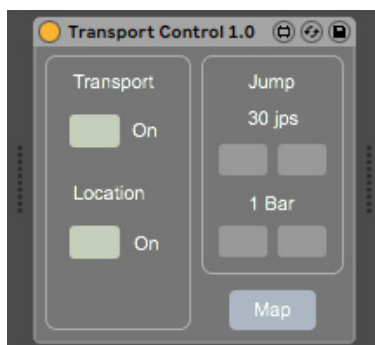 Transport Control 1.0
Transport
On
Location
On
Jump
30 jps
1 Bar
Map